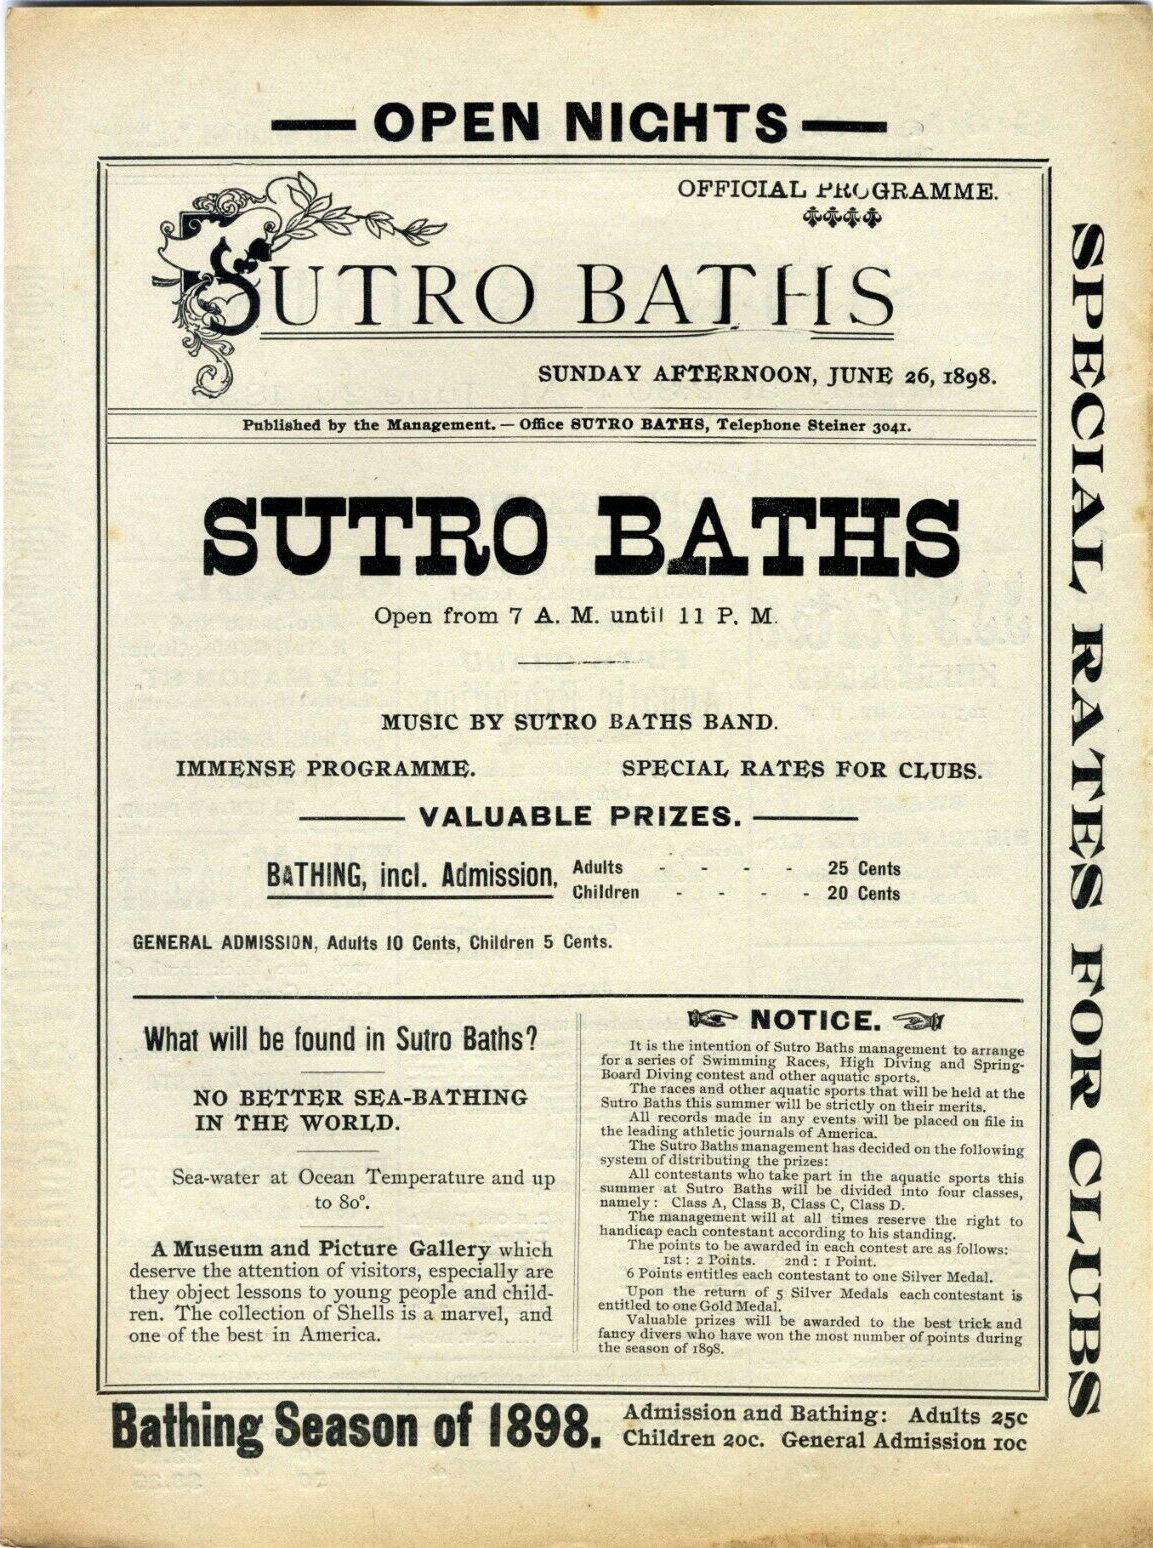 OPEN NIGHTS
OFFICIAL PROGRAMME.
SUTRO BATHS
SUNDAY AFTERNOON, JUNE 26, 1898.
Published by the Management. — Office SUTRO BATHS, Telephone Steiner 3041.
SUTRO BATHS
Open from 7 A. M. until 11 P. M.
MUSIC BY SUTRO BATHS BAND.
IMMENSE PROGRAMME. SPECIAL RATES FOR CLUBS.
VALUABLE PRIZES.
BATHING, incl. Admission, Adults - - - - 25 Cents
Children - - - - 20 Cents
GENERAL ADMISSION, Adults 10 Cents, Children 5 Cents.
What will be found in Sutro Baths?
NO BETTER SEA-BATHING
IN THE WORLD.
Sea-water at Ocean Temperature and up
to 80°.
A Museum and Picture Gallery which
deserve the attention of visitors, especially are
they object lessons to young people and child-
ren. The collection of Shells is a marvel, and
one of the best in America.
NOTICE.
It is the intention of Sutro Baths management to arrange
for a series of Swimming Races, High Diving and Spring-
Board Diving contest and other aquatic sports.
The races and other aquatic sports that will be held at the
Sutro Baths this summer will be strictly on their merits.
All records made in any events will be placed on file in
the leading athletic journals of America.
The Sutro Baths management has decided on the following
system of distributing the prizes:
All contestants who take part in the aquatic sports this
summer at Sutro Baths will be divided into four classes,
namely : Class A, Class B, Class C, Class D.
The management will at all times reserve the right to
handicap each contestant according to his standing.
The points to be awarded in each contest are as follows:
1st : 2 Points. 2nd : 1 Point.
6 Points entitles each contestant to one Silver Medal.
Upon the return of 5 Silver Medals each contestant is
entitled to one Gold Medal.
Valuable prizes will be awarded to the best trick and
fancy divers who have won the most number of points during
the season of 1898.
SPECIAL RATES FOR CLUBS
Bathing Season of 1898. Admission and Bathing: Adults 25c
Children 20c. General Admission 10c